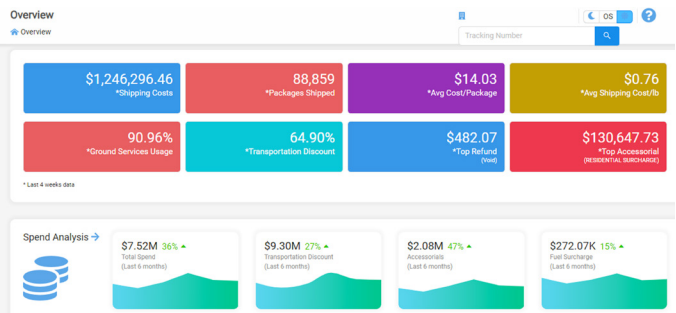 Overview
OS
?
Overview
Tracking Number
$1,246,296.46
*Shipping Costs
88,859
*Packages Shipped
$14.03
*Avg Cost/Package
$0.76
*Avg Shipping Cost/lb
90.96%
*Ground Services Usage
64.90%
*Transportation Discount
$482.07
*Top Refund
(Void)
$130,647.73
*Top Accessorial
(RESIDENTIAL SURCHARGE)
* Last 4 weeks data
Spend Analysis
$7.52M 36%
Total Spend
(Last 6 months)
$9.30M 27%
Transportation Discount
(Last 6 months)
$2.08M 47%
Accessorials
(Last 6 months)
$272.07K 15%
Fuel Surcharge
(Last 6 months)